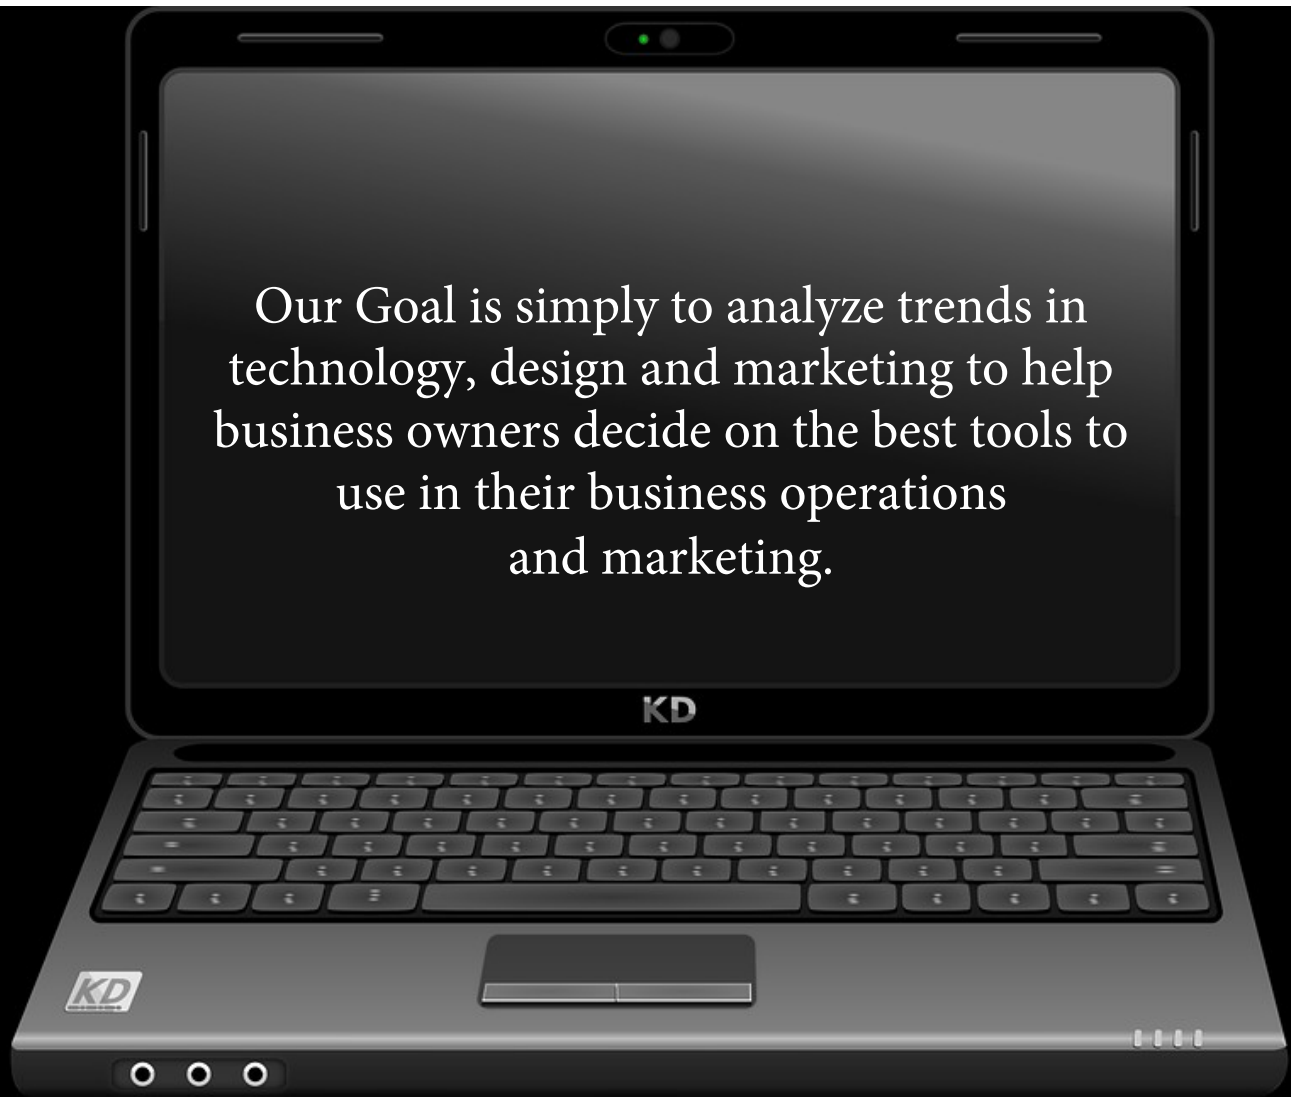 Our Goal is simply to analyze trends in
technology, design and marketing to help
business owners decide on the best tools to
use in their business operations
and marketing.
KD
KD